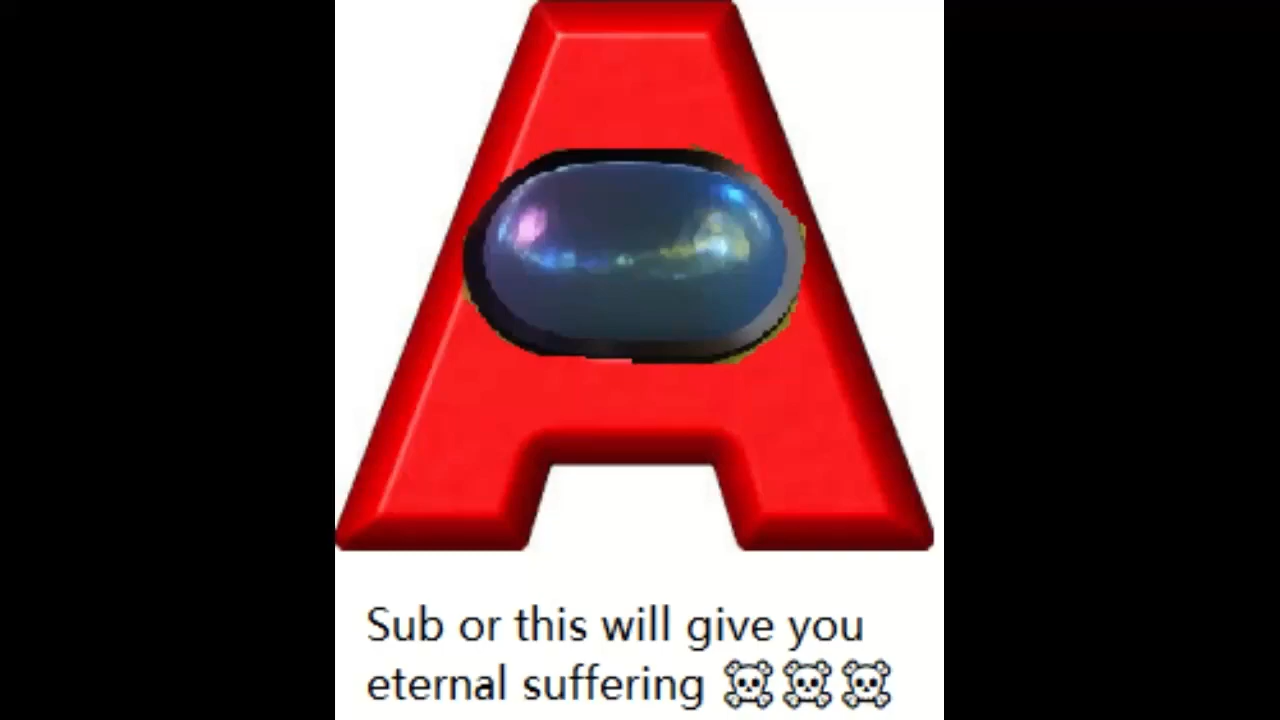 A
Sub or this will give you
eternal suffering ☠☠☠